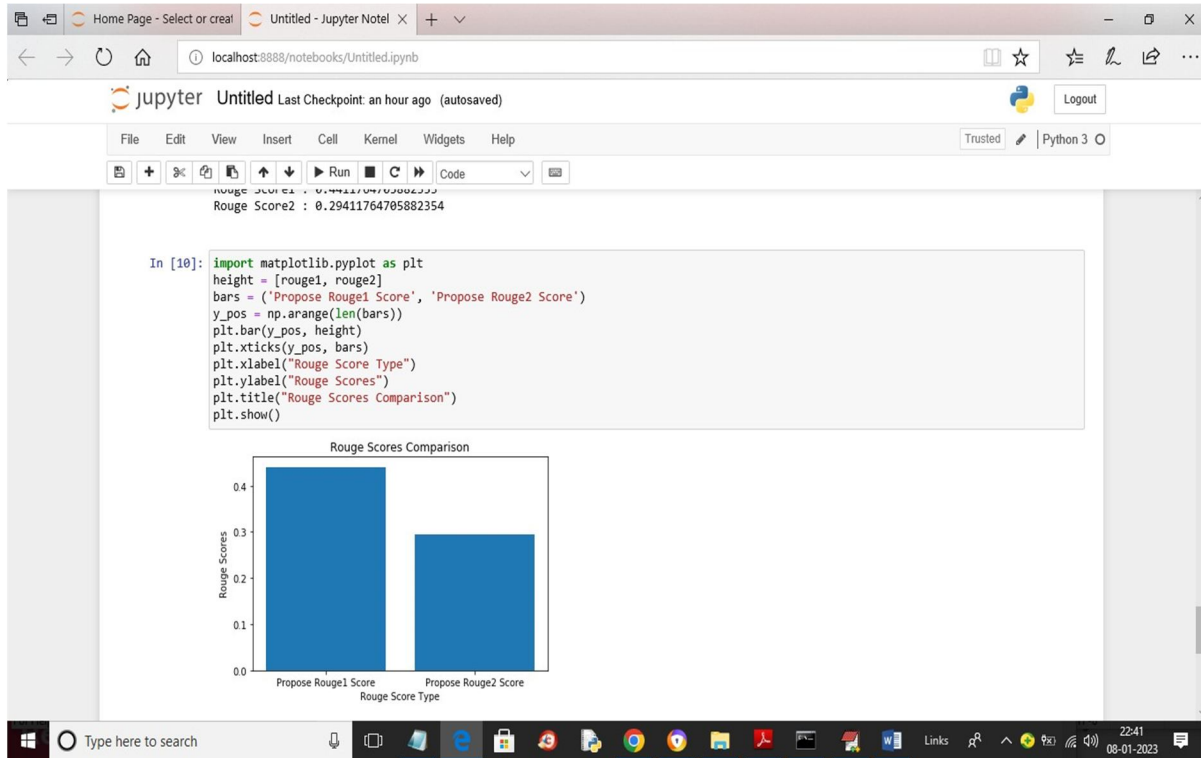 Home Page - Select or creat
Untitled - Jupyter Notel
localhost:8888/notebooks/Untitled.ipynb
jupyter Untitled Last Checkpoint: an hour ago (autosaved)
Logout
File Edit View Insert Cell Kernel Widgets Help
Trusted Python 3
Run Code
Rouge Score1 : 0.4411764705882353
Rouge Score2 : 0.29411764705882354
In [10]: import matplotlib.pyplot as plt
height = [rouge1, rouge2]
bars = ('Propose Rouge1 Score', 'Propose Rouge2 Score')
y_pos = np.arange(len(bars))
plt.bar(y_pos, height)
plt.xticks(y_pos, bars)
plt.xlabel("Rouge Score Type")
plt.ylabel("Rouge Scores")
plt.title("Rouge Scores Comparison")
plt.show()
Rouge Scores Comparison
0.4
0.3
0.2
0.1
0.0
Rouge Scores
Propose Rouge1 Score Propose Rouge2 Score
Rouge Score Type
Type here to search
Links
22:41
08-01-2023